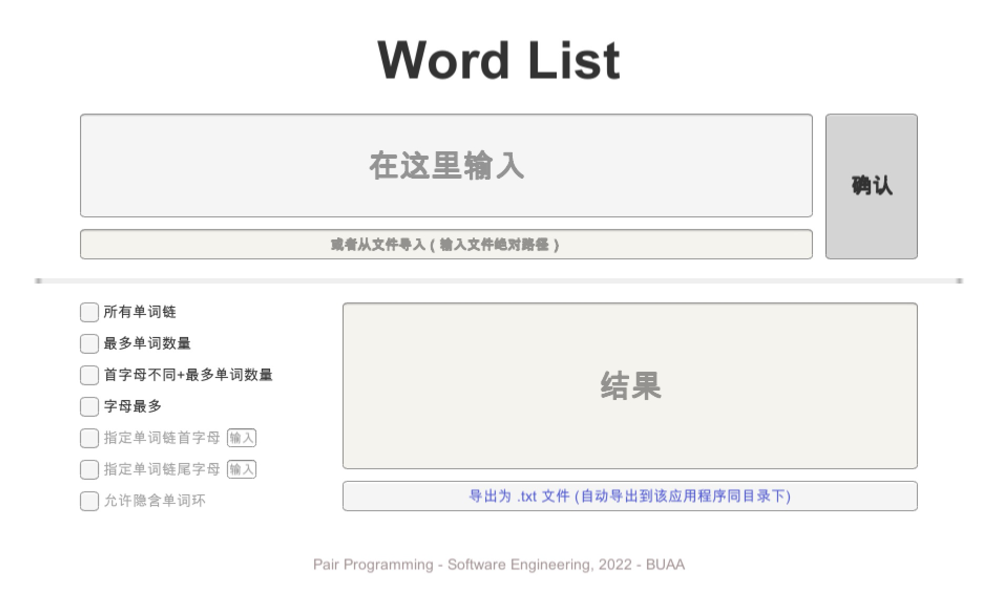 Word List
在这里输入
确认
或者从文件导入 ( 输入文件绝对路径 )
所有单词链
最多单词数量
首字母不同+最多单词数量
字母最多
指定单词链首字母 输入
指定单词链尾字母 输入
允许隐含单词环
结果
导出为 .txt 文件 (自动导出到该应用程序同目录下)
Pair Programming - Software Engineering, 2022 - BUAA